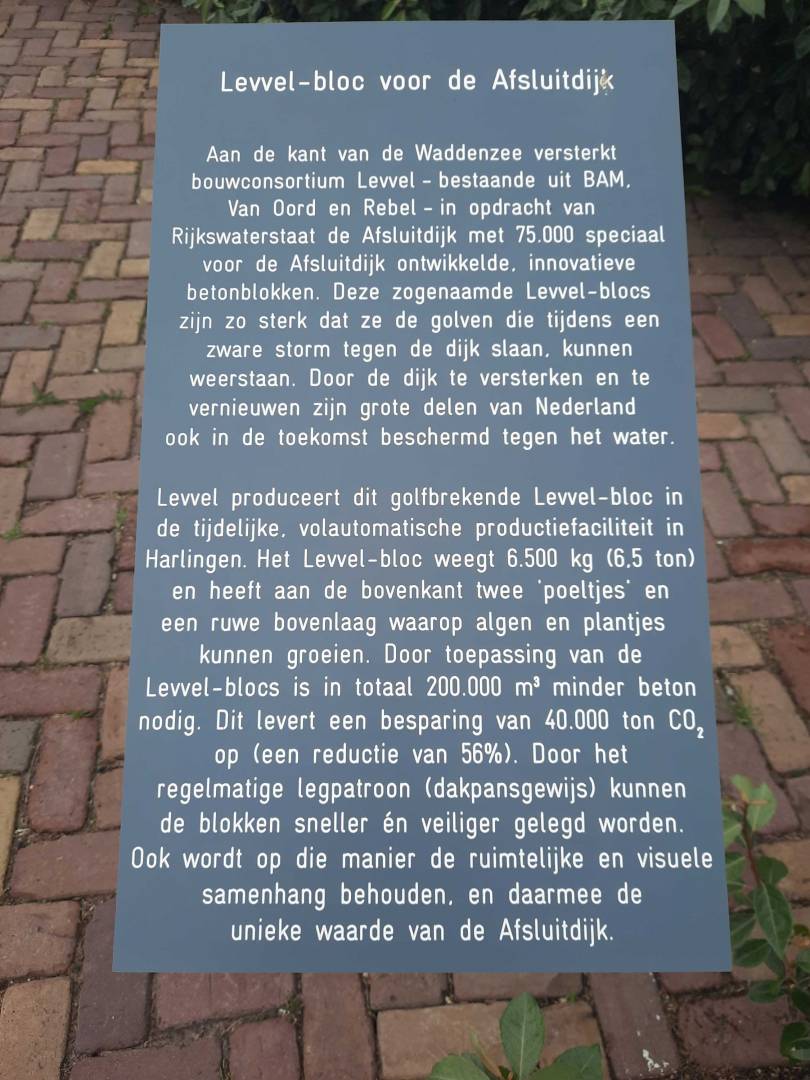 Levvel-bloc voor de Afsluitdijk
Aan de kant van de Waddenzee versterkt
bouwconsortium Levvel - bestaande uit BAM,
Van Oord en Rebel - in opdracht van
Rijkswaterstaat de Afsluitdijk met 75.000 speciaal
voor de Afsluitdijk ontwikkelde, innovatieve
betonblokken. Deze zogenaamde Levvel-blocs
zijn zo sterk dat ze de golven die tijdens een
zware storm tegen de dijk slaan, kunnen
weerstaan. Door de dijk te versterken en te
vernieuwen zijn grote delen van Nederland
ook in de toekomst beschermd tegen het water.
Levvel produceert dit golfbrekende Levvel-bloc in
de tijdelijke, volautomatische productiefaciliteit in
Harlingen. Het Levvel-bloc weegt 6.500 kg (6,5 ton)
en heeft aan de bovenkant twee 'poeltjes' en
een ruwe bovenlaag waarop algen en plantjes
kunnen groeien. Door toepassing van de
Levvel-blocs is in totaal 200.000 m³ minder beton
nodig. Dit levert een besparing van 40.000 ton CO₂
op (een reductie van 56%). Door het
regelmatige legpatroon (dakpansgewijs) kunnen
de blokken sneller én veiliger gelegd worden.
Ook wordt op die manier de ruimtelijke en visuele
samenhang behouden, en daarmee de
unieke waarde van de Afsluitdijk.